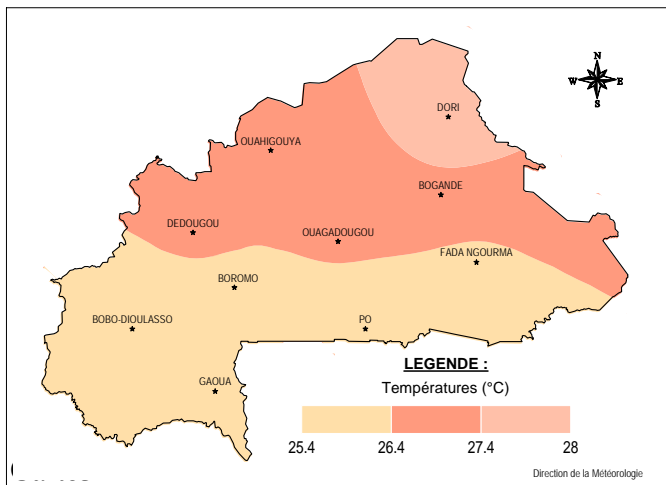 N
W E
S
DORI
OUAHIGOUYA
BOGANDE
DEDOUGOU
OUAGADOUGOU
FADA NGOURMA
BOROMO
BOBO-DIOULASSO
PO
GAOUA
LEGENDE :
Températures (°C)
25.4 26.4 27.4 28
Direction de la Météorologie